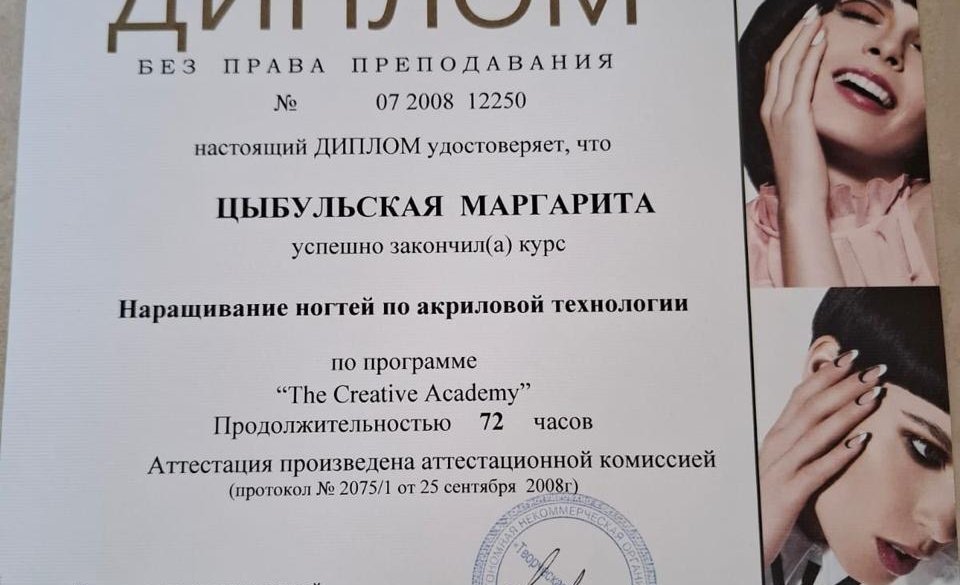 ДИПЛОМ
БЕЗ ПРАВА ПРЕПОДАВАНИЯ
№ 07 2008 12250
настоящий ДИПЛОМ удостоверяет, что
ЦЫБУЛЬСКАЯ МАРГАРИТА
успешно закончил(а) курс
Наращивание ногтей по акриловой технологии
по программе
“The Creative Academy”
Продолжительностью 72 часов
Аттестация произведена аттестационной комиссией
(протокол № 2075/1 от 25 сентября 2008г)
НЕКОММЕРЧЕСКАЯ